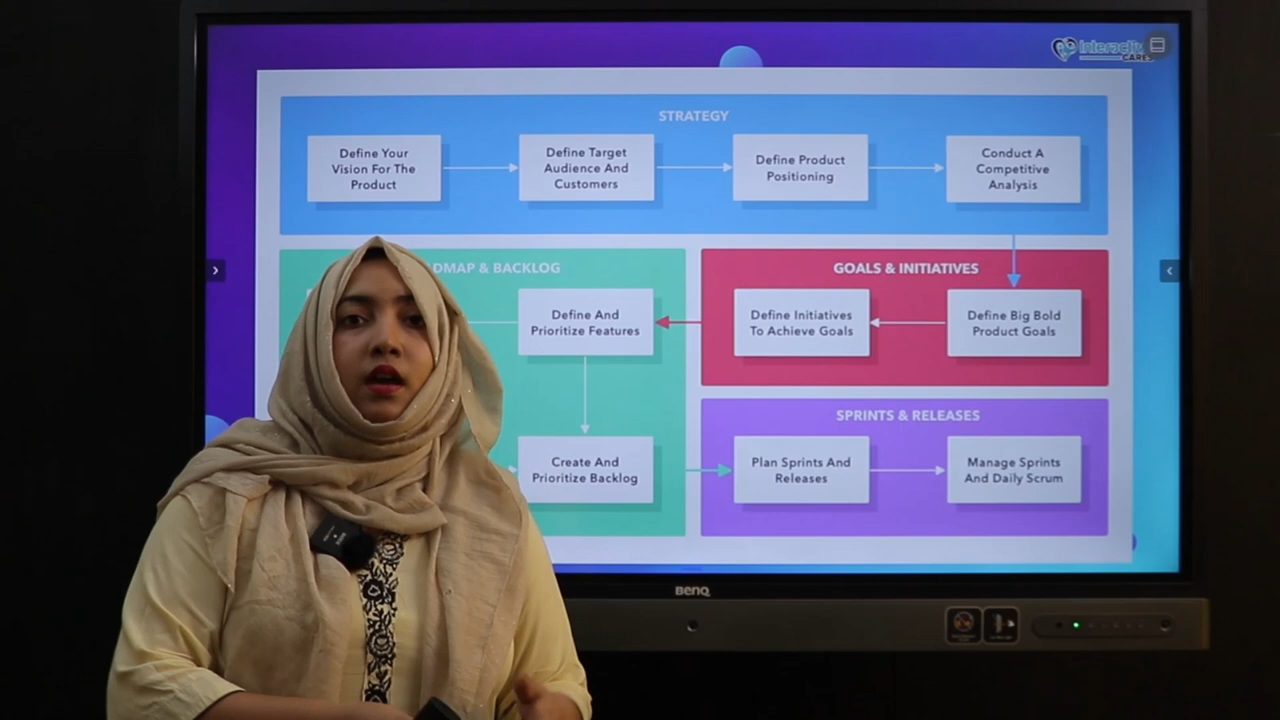 Interactiv
CARES
STRATEGY
Define Your
Vision For The
Product
Define Target
Audience And
Customers
Define Product
Positioning
Conduct A
Competitive
Analysis
DMAP & BACKLOG
Define And
Prioritize Features
Create And
Prioritize Backlog
GOALS & INITIATIVES
Define Initiatives
To Achieve Goals
Define Big Bold
Product Goals
SPRINTS & RELEASES
Plan Sprints And
Releases
Manage Sprints
And Daily Scrum
BenQ